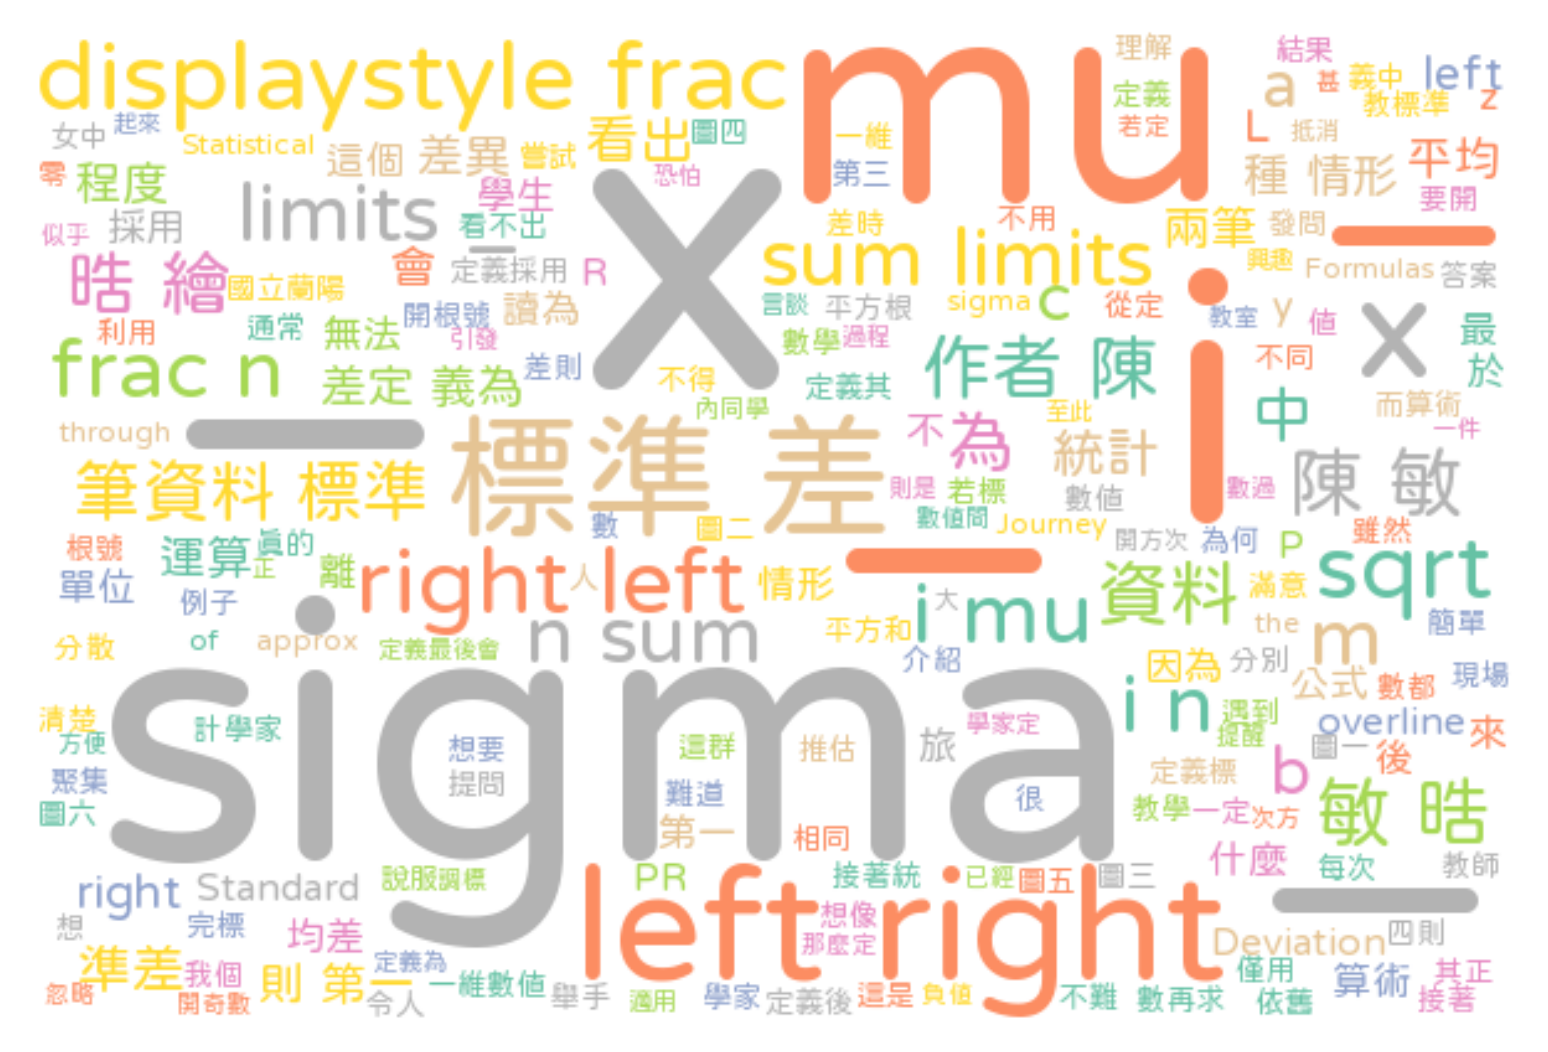 displaystyle frac mu 理解 結果 a 甚 義中 left
定義 教標準 z
女中 起來 Statistical 這個 差異 嘗試 看出 圖四 一維 若定 L 抵消
零 程度 limits _ 學生 恐怕 x 第三 種 情形 平均
似乎 採用 看不出 差時 不用 兩筆 發問 要開 _
晧 繪 國立蘭陽 會 定義採用 R sum limits 興趣 Formulas 答案
利用 通常 無法 開根號 讀為 言談 平方根 sigma c 從定 i 教室 y 值 x 最
frac n 差定 義為 引發 差則 數學 過程 作者 陳 不同 於
不得 內同學 定義其 至此 中 而算術 一件
through _ 標準 差 不 為 統計
筆資料 標準 則是 若標 數值 數過 陳 敏
根號 運算 眞的 正 數 圖二 數值間 Journey 開方次 為何 P 雖然
單位 例子 離 right 人 left 情形 _ i mu 大 資料 滿意 sqrt
分散 of approx 定義最後會 n sum 平方和 介紹 因為 分別 the m 簡單
sigma i n 公式 數都 現場
清楚 計學家 學家定 遇到 提醒 overline 來
方便 想要 這群 推估 旅 圖一 後
聚集 提問 難道 很 定義標 b
圖六 第一 相同 教學 一定 次方 敏 晧
什麼 每次 教師
right Standard 說服 調標 PR 接著統 已經 圖五 圖三 _
想 完標 均差 left 想像 那麼定 right Deviation 四則
準差 我個 則 第一 定義為 一維數值 僅用 算術 其正
忽略 開奇數 令人 舉手 適用 學家 定義後 這是 負值 不難 數再求 依舊 接著